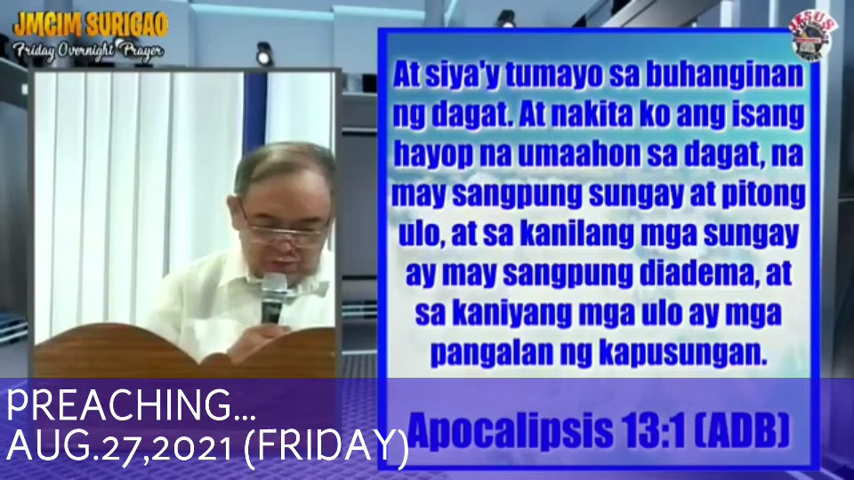 JMCIM SURIGAO
Friday Overnight Prayer
JESUS
At siya'y tumayo sa buhanginan
ng dagat. At nakita ko ang isang
hayop na umaahon sa dagat, na
may sangpung sungay at pitong
ulo, at sa kanilang mga sungay
ay may sangpung diadema, at
sa kaniyang mga ulo ay mga
pangalan ng kapusungan.
Apocalipsis 13:1 (ADB)
PREACHING...
AUG.27,2021 (FRIDAY)